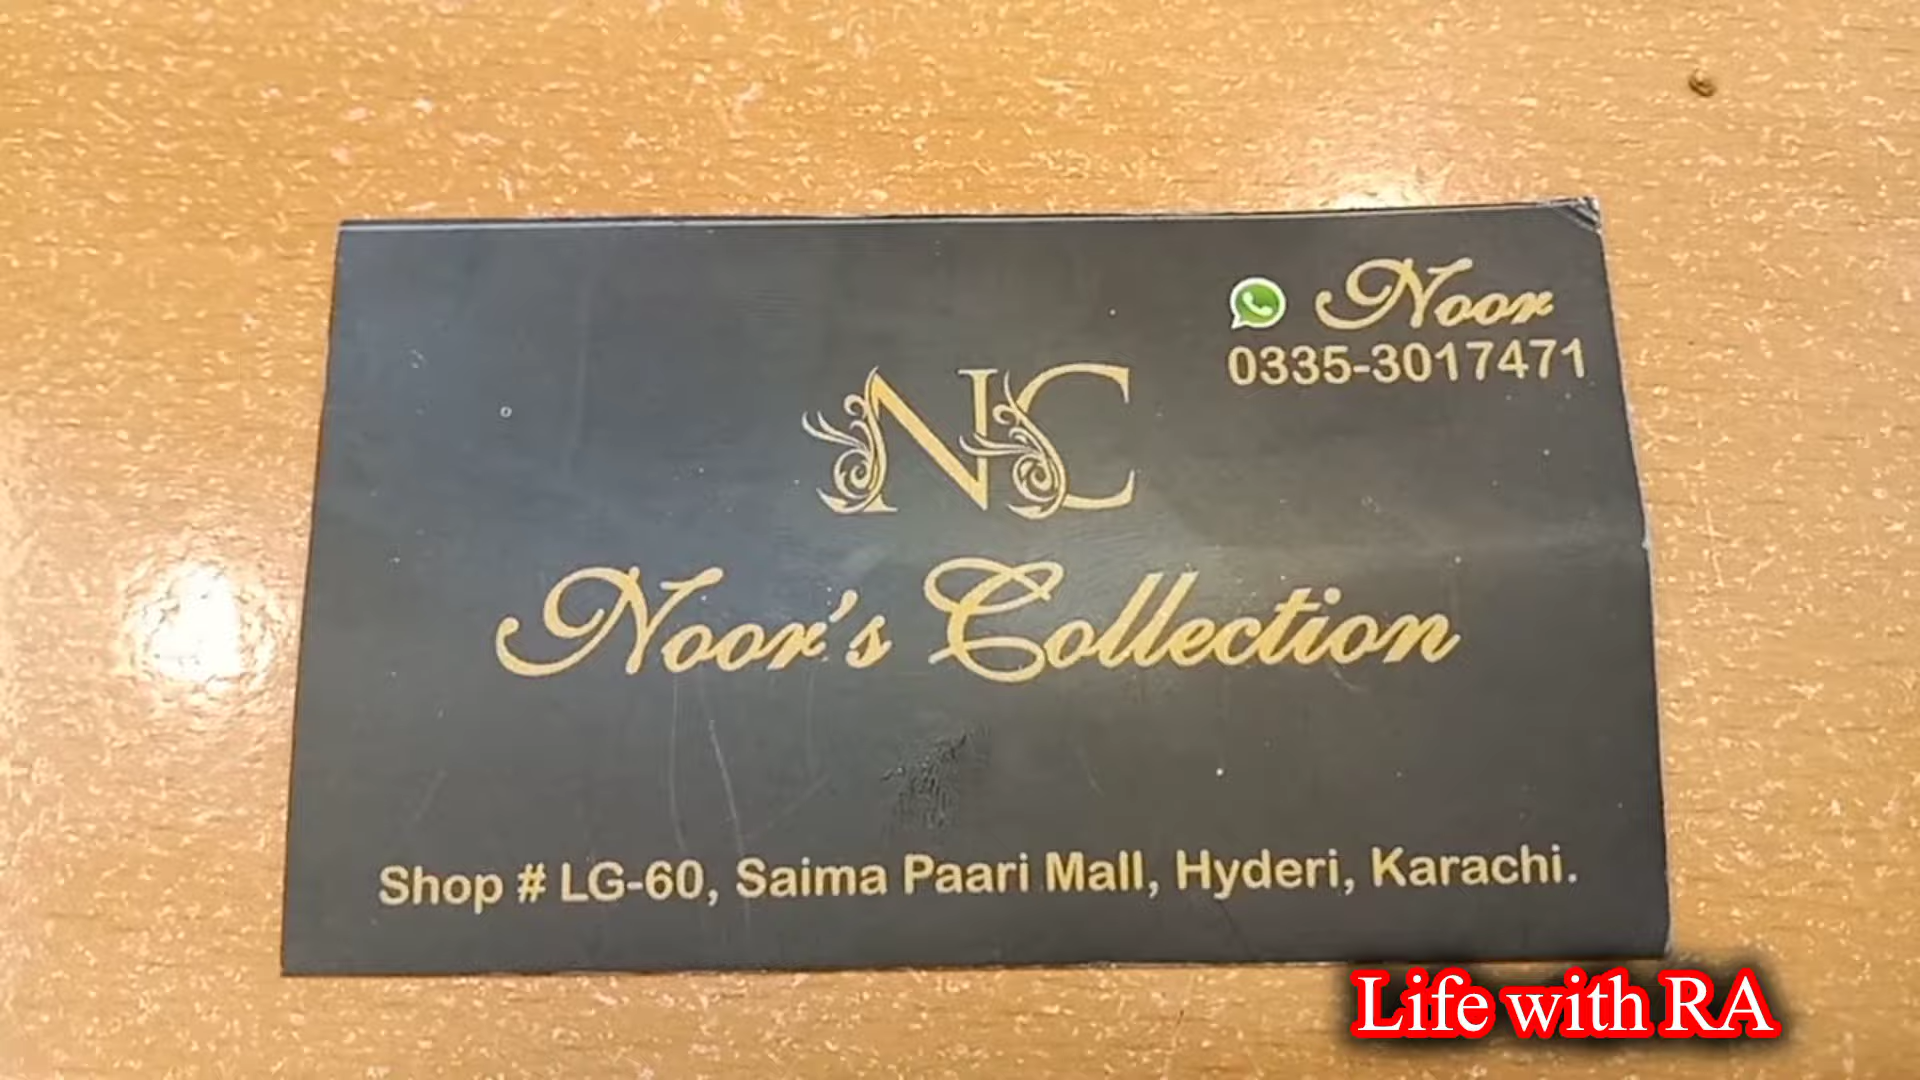 Noor
0335-3017471
NC
Noor's Collection
Shop # LG-60, Saima Paari Mall, Hyderi, Karachi.
Life with RA